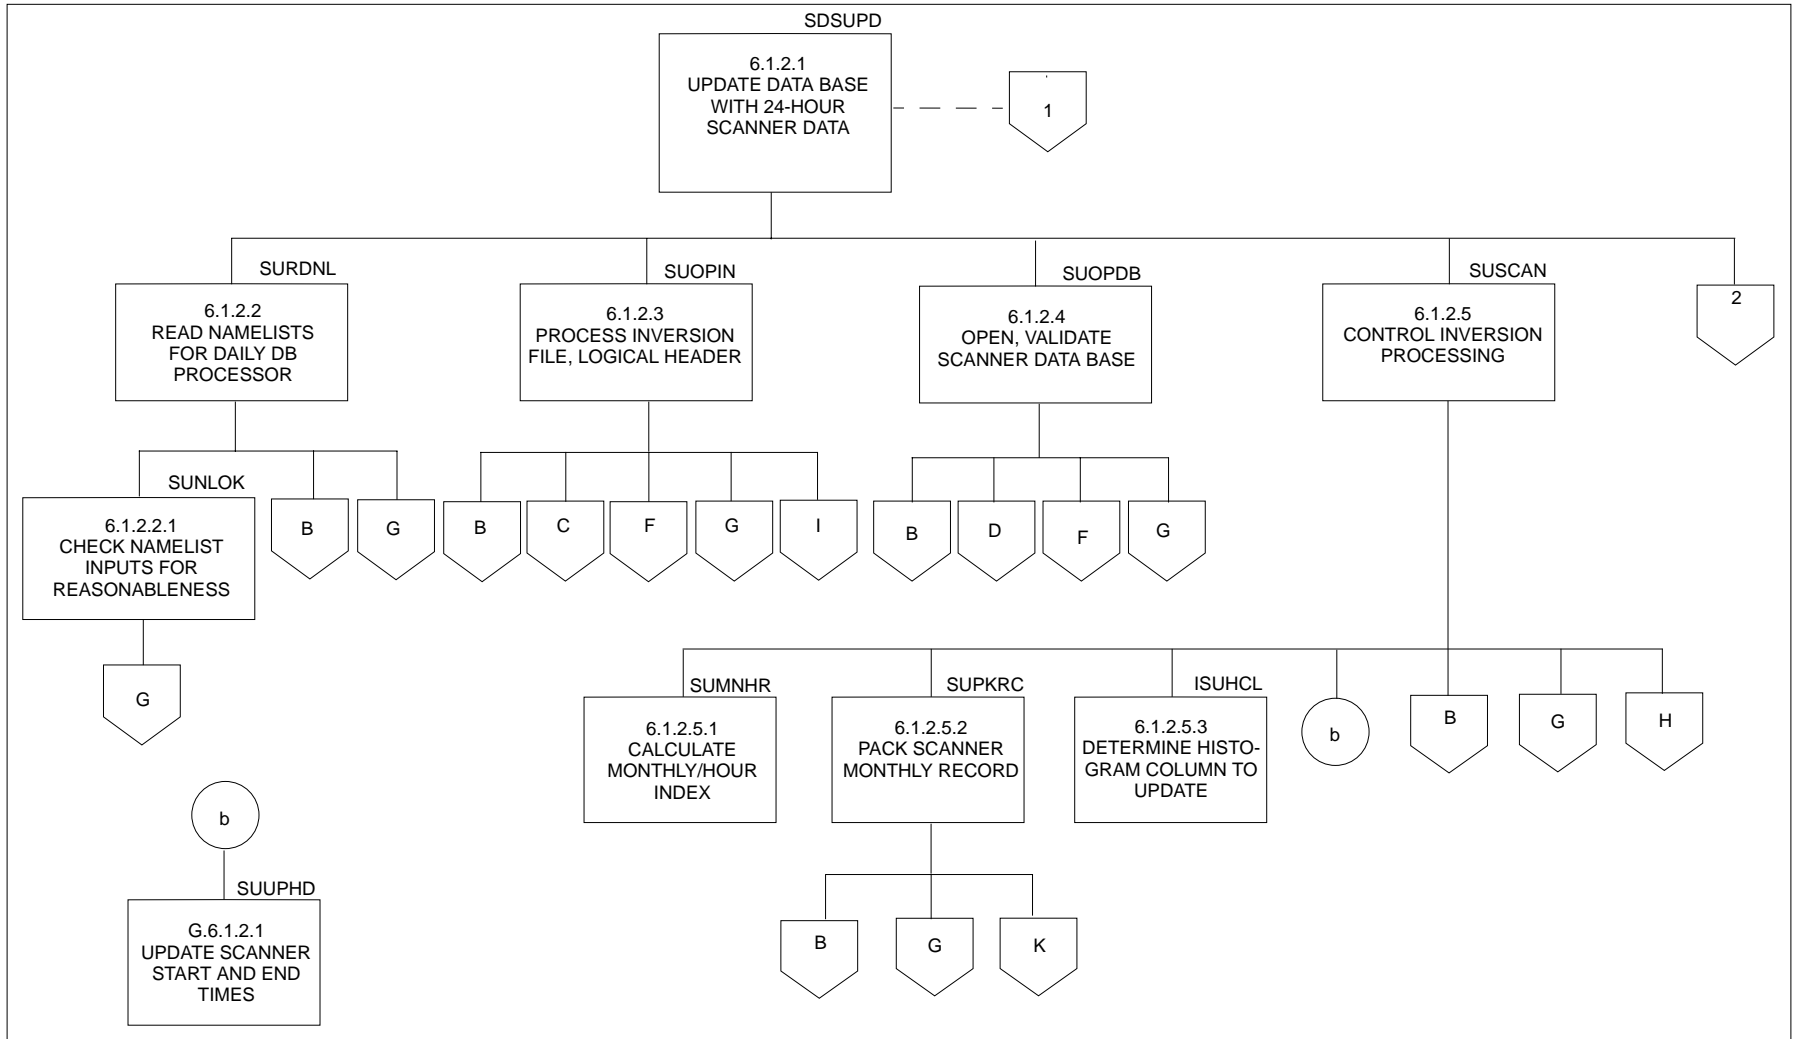 SDSUPD
6.1.2.1
UPDATE DATA BASE
WITH 24-HOUR
SCANNER DATA
1
SURDNL
6.1.2.2
READ NAMELISTS
FOR DAILY DB
PROCESSOR
SUOPIN
6.1.2.3
PROCESS INVERSION
FILE, LOGICAL HEADER
SUOPDB
6.1.2.4
OPEN, VALIDATE
SCANNER DATA BASE
SUSCAN
6.1.2.5
CONTROL INVERSION
PROCESSING
2
SUNLOK
6.1.2.2.1
CHECK NAMELIST
INPUTS FOR
REASONABLENESS
B
G
B
C
F
G
I
B
D
F
G
G
SUMNHR
6.1.2.5.1
CALCULATE
MONTHLY/HOUR
INDEX
SUPKRC
6.1.2.5.2
PACK SCANNER
MONTHLY RECORD
ISUHCL
6.1.2.5.3
DETERMINE HISTO-
GRAM COLUMN TO
UPDATE
b
B
G
H
b
SUUPHD
G.6.1.2.1
UPDATE SCANNER
START AND END
TIMES
B
G
K